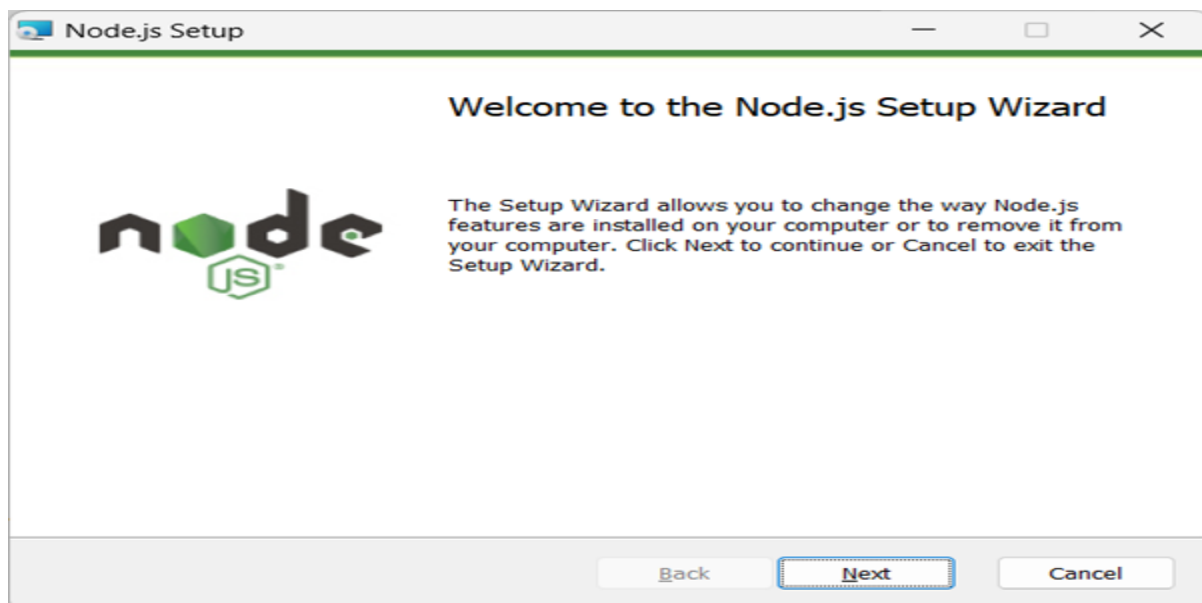 Node.js Setup
Welcome to the Node.js Setup Wizard
node
JS
The Setup Wizard allows you to change the way Node.js
features are installed on your computer or to remove it from
your computer. Click Next to continue or Cancel to exit the
Setup Wizard.
Back
Next
Cancel